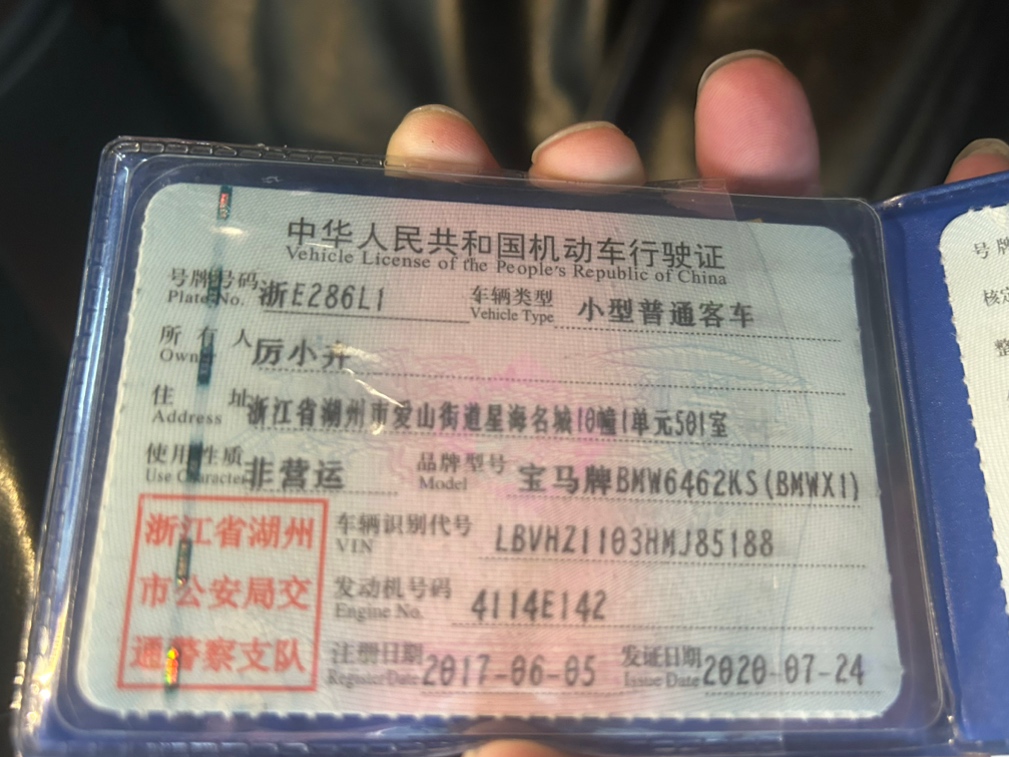 中华人民共和国机动车行驶证
Vehicle License of the People's Republic of China
号牌号码 浙E286L1 车辆类型 小型普通客车
Plate No. Vehicle Type
所有人 厉小升
Owner
住址 浙江省湖州市爱山街道星海名城10幢1单元501室
Address
使用性质 非营运 品牌型号 宝马牌BMW6462KS(BMWX1)
Use Character Model
浙江省湖州
市公安局交
通警察支队
车辆识别代号 LBVHZ1103HMJ85188
VIN
发动机号码 4114E142
Engine No.
注册日期 2017-06-05 发证日期 2020-07-24
Register Date Issue Date
号牌
核定
整